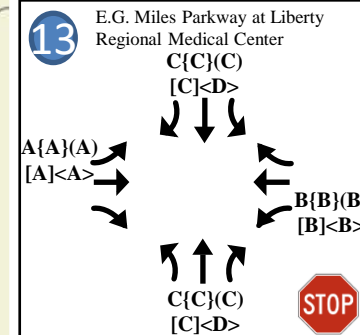 13
E.G. Miles Parkway at Liberty
Regional Medical Center
C{C}(C)
[C]<D>
A{A}(A)
[A]<A>
B{B}(B
[B]<B>
C{C}(C)
[C]<D>
STOP